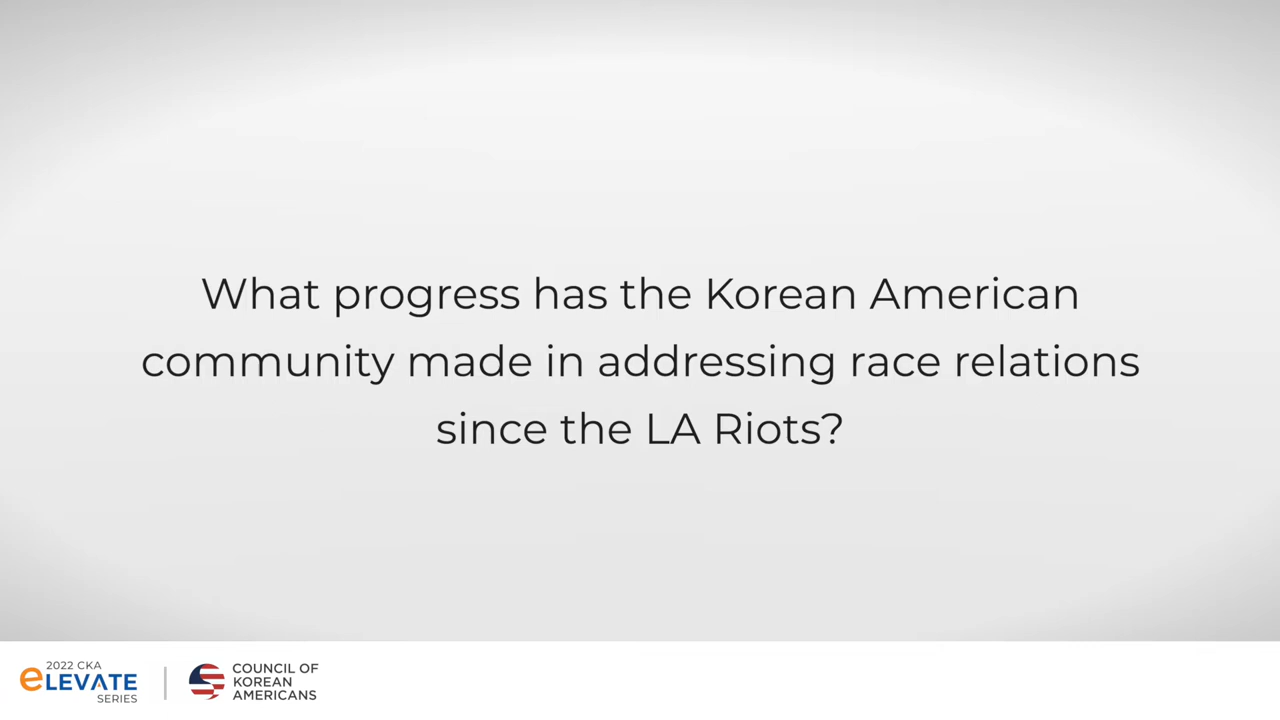 What progress has the Korean American
community made in addressing race relations
since the LA Riots?
2022 CKA
eLEVATE
SERIES
COUNCIL OF
KOREAN
AMERICANS